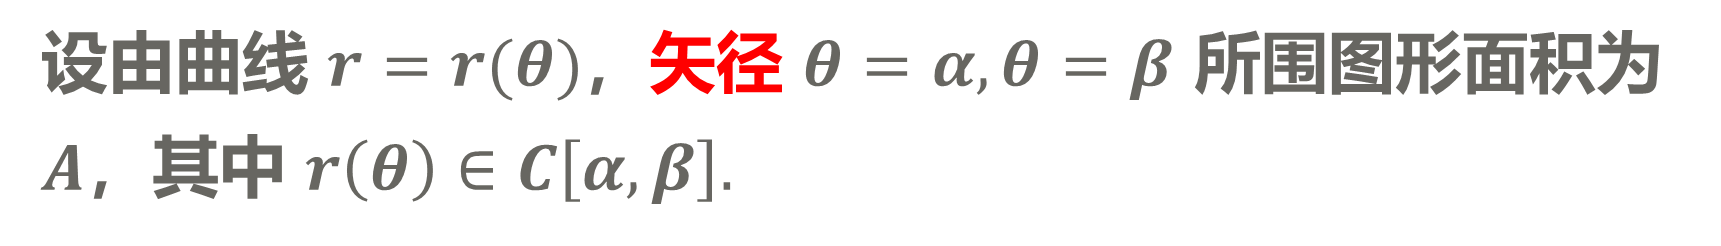 设由曲线 r = r(θ)，矢径 θ = α, θ = β 所围图形面积为
A，其中 r(θ) ∈ C[α, β].